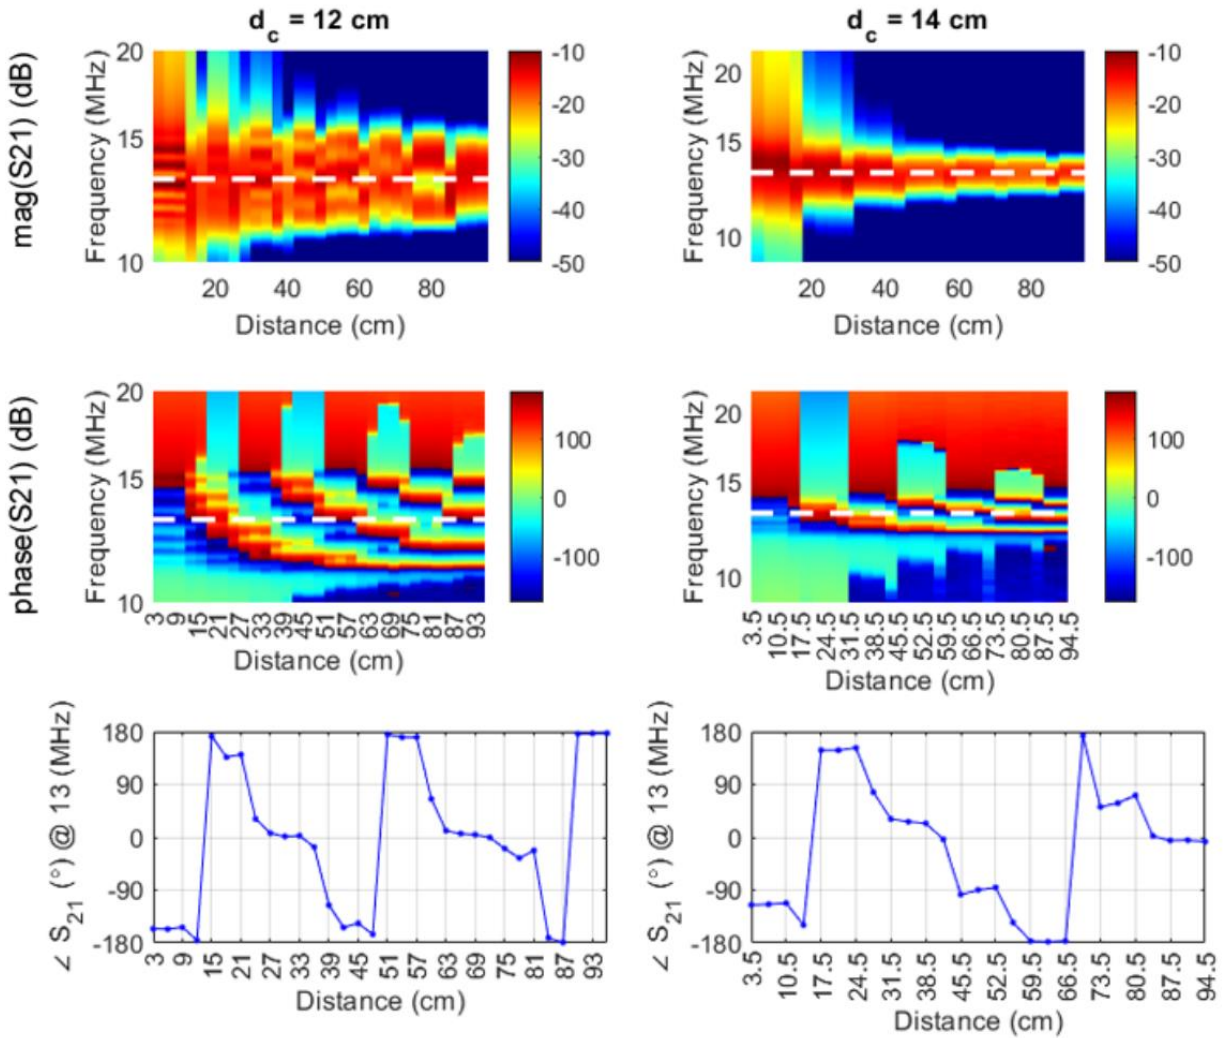 d_c = 12 cm
d_c = 14 cm
mag(S21) (dB)
Frequency (MHz)
20
15
10
20 40 60 80
Distance (cm)
-10
-20
-30
-40
-50
Frequency (MHz)
20
15
10
20 40 60 80
Distance (cm)
-10
-20
-30
-40
-50
phase(S21) (dB)
Frequency (MHz)
20
15
10
3 9 15 21 27 33 39 45 51 57 63 69 75 81 87 93
Distance (cm)
100
0
-100
Frequency (MHz)
20
15
10
3.5 10.5 17.5 24.5 31.5 38.5 45.5 52.5 59.5 66.5 73.5 80.5 87.5 94.5
Distance (cm)
100
0
-100
∠ S_21 (°) @ 13 (MHz)
180
90
0
-90
-180
3 9 15 21 27 33 39 45 51 57 63 69 75 81 87 93
Distance (cm)
∠ S_21 (°) @ 13 (MHz)
180
90
0
-90
-180
3.5 10.5 17.5 24.5 31.5 38.5 45.5 52.5 59.5 66.5 73.5 80.5 87.5 94.5
Distance (cm)